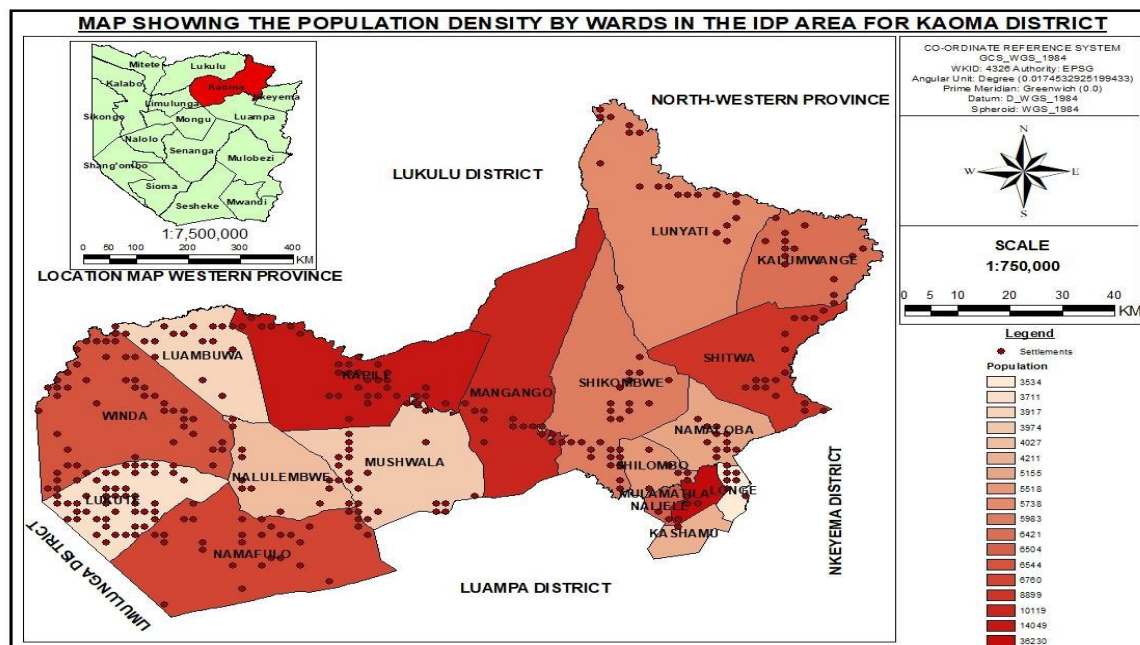 MAP SHOWING THE POPULATION DENSITY BY WARDS IN THE IDP AREA FOR KAOMA DISTRICT
Mitete
Lukulu
Kalabo
Kaoma
Nkeyema
Limulunga
Sikongo
Mongu
Luampa
Nalolo
Senanga
Mulobezi
Shang'ombo
Sioma
Sesheke
Mwandi
1:7,500,000
0 50 100 200 300 400
KM
LOCATION MAP WESTERN PROVINCE
NORTH-WESTERN PROVINCE
LUKULU DISTRICT
LUNYATI
KALUMWANGE
LUAMBUWA
KAPILI
MANGANGO
SHIKOMBWE
SHITWA
WINDA
NAMALOBA
MUSHWALA
SHILOMBO
NALULEMBWE
LUKUTE
MULAMATILA
LONGE
NALIELE
KASHAMU
NAMAFULO
LIMULUNGA DISTRICT
LUAMPA DISTRICT
NKEYEMA DISTRICT
CO-ORDINATE REFERENCE SYSTEM
GCS_WGS_1984
WKID: 4326 Authority: EPSG
Angular Unit: Degree (0.0174532925199433)
Prime Meridian: Greenwich (0.0)
Datum: D_WGS_1984
Spheroid: WGS_1984
N
W E
S
SCALE
1:750,000
0 5 10 20 30 40
KM
Legend
Settlements
Population
3534
3711
3917
3974
4027
4211
5155
5518
5738
5983
6421
6504
6544
6760
8899
10119
14049
36230